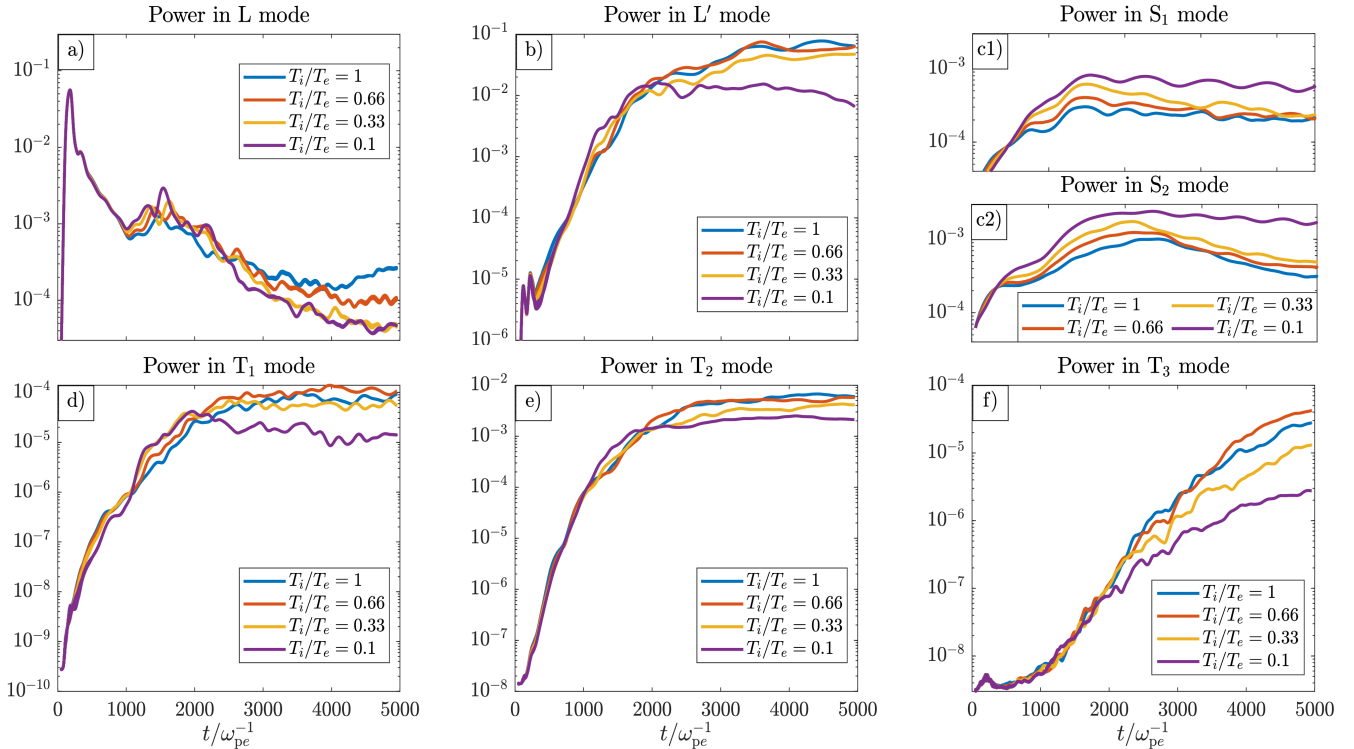 Power in L mode
a)
10^{-1}
10^{-2}
10^{-3}
10^{-4}
T_i/T_e = 1
T_i/T_e = 0.66
T_i/T_e = 0.33
T_i/T_e = 0.1
Power in L′ mode
b)
10^{-1}
10^{-2}
10^{-3}
10^{-4}
10^{-5}
10^{-6}
T_i/T_e = 1
T_i/T_e = 0.66
T_i/T_e = 0.33
T_i/T_e = 0.1
Power in S_1 mode
c1)
10^{-3}
10^{-4}
Power in S_2 mode
c2)
10^{-3}
10^{-4}
T_i/T_e = 1 T_i/T_e = 0.33
T_i/T_e = 0.66 T_i/T_e = 0.1
Power in T_1 mode
d)
10^{-4}
10^{-5}
10^{-6}
10^{-7}
10^{-8}
10^{-9}
10^{-10}
T_i/T_e = 1
T_i/T_e = 0.66
T_i/T_e = 0.33
T_i/T_e = 0.1
0 1000 2000 3000 4000 5000
t/ω_{pe}^{-1}
Power in T_2 mode
e)
10^{-2}
10^{-3}
10^{-4}
10^{-5}
10^{-6}
10^{-7}
10^{-8}
T_i/T_e = 1
T_i/T_e = 0.66
T_i/T_e = 0.33
T_i/T_e = 0.1
0 1000 2000 3000 4000 5000
t/ω_{pe}^{-1}
Power in T_3 mode
f)
10^{-4}
10^{-5}
10^{-6}
10^{-7}
10^{-8}
T_i/T_e = 1
T_i/T_e = 0.66
T_i/T_e = 0.33
T_i/T_e = 0.1
0 1000 2000 3000 4000 5000
t/ω_{pe}^{-1}